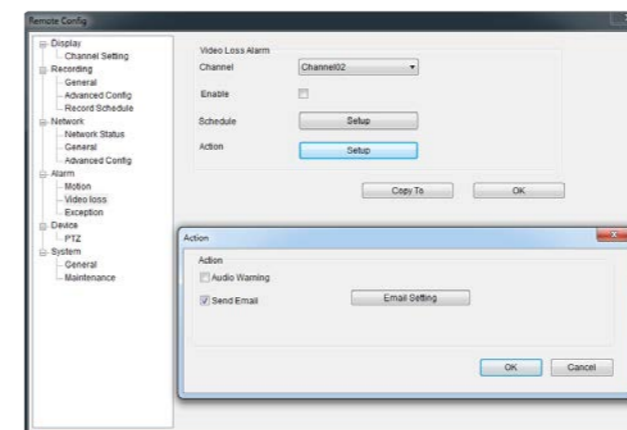 Remote Config
Display
Channel Setting
Recording
General
Advanced Config
Record Schedule
Network
Network Status
General
Advanced Config
Alarm
Motion
Video loss
Exception
Device
PTZ
System
General
Maintenance
Video Loss Alarm
Channel Channel02
Enable
Schedule Setup
Action Setup
Copy To OK
Action
Action
Audio Warning
Send Email Email Setting
OK Cancel